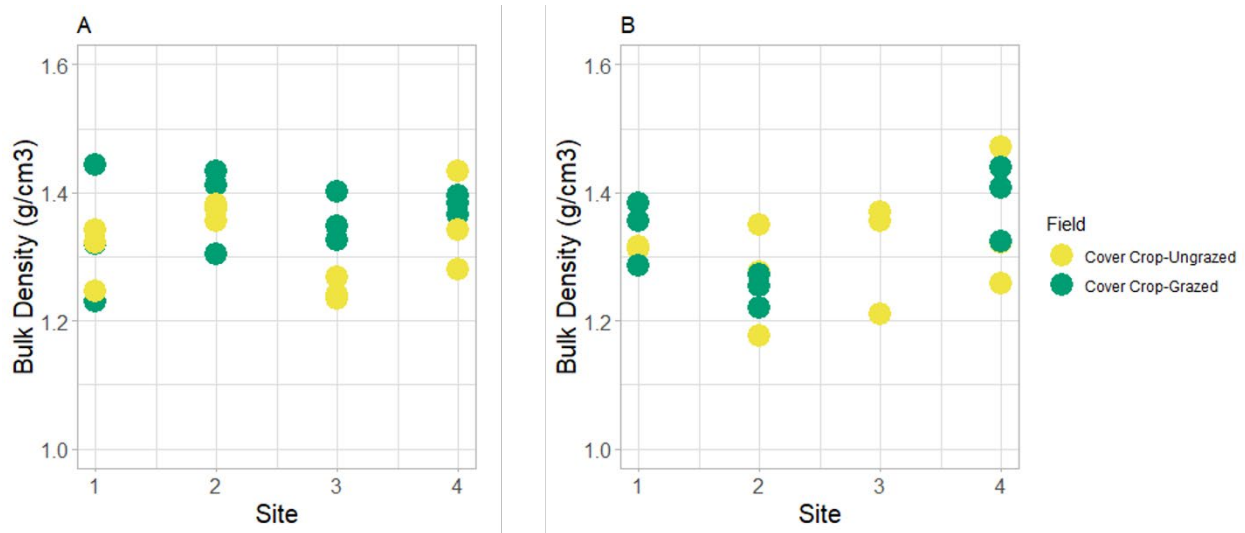 A
1.6
1.4
1.2
1.0
Bulk Density (g/cm3)
1 2 3 4
Site
B
1.6
1.4
1.2
1.0
Bulk Density (g/cm3)
1 2 3 4
Site
Field
Cover Crop-Ungrazed
Cover Crop-Grazed